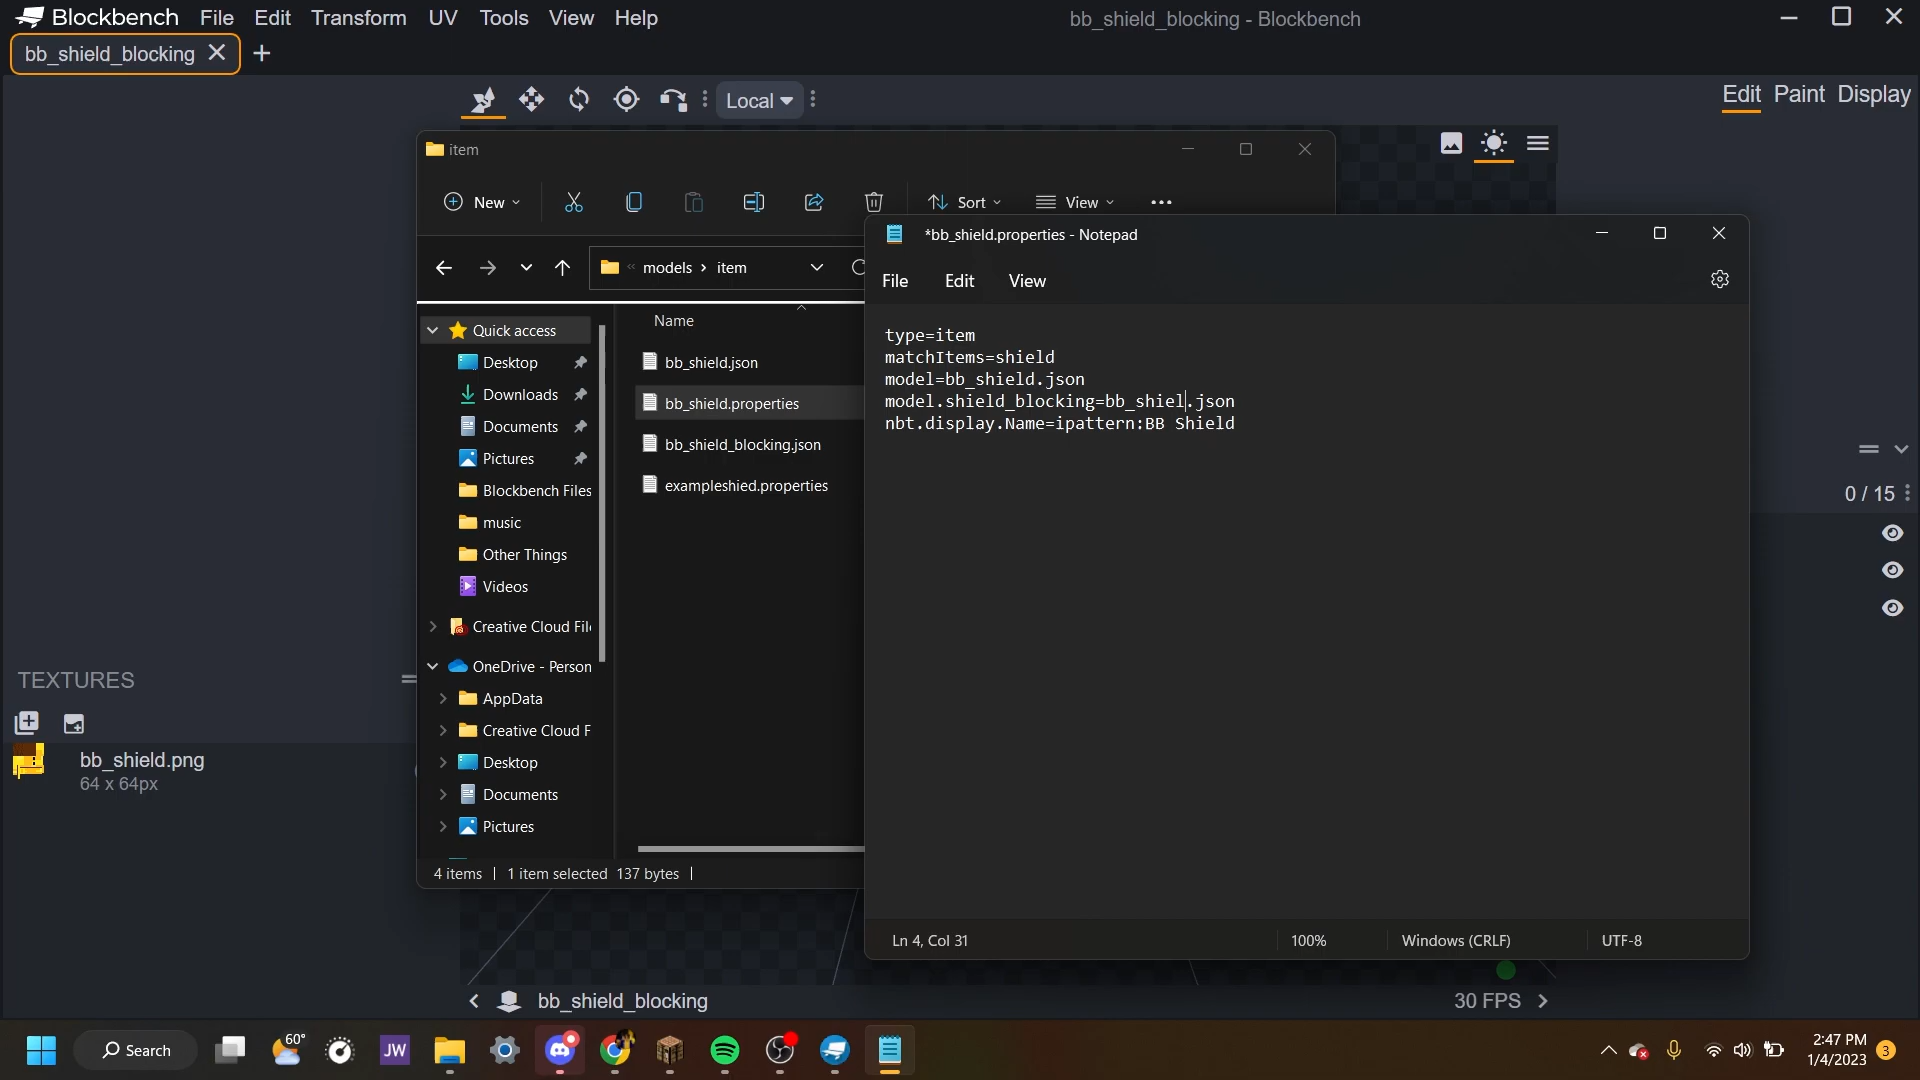 Blockbench File Edit Transform UV Tools View Help
bb_shield_blocking - Blockbench
bb_shield_blocking
Local
Edit Paint Display
item
New
Sort
View
models › item
Quick access
Desktop
Downloads
Documents
Pictures
Blockbench Files
music
Other Things
Videos
Creative Cloud Fil
OneDrive - Person
AppData
Creative Cloud F
Desktop
Documents
Pictures
Name
bb_shield.json
bb_shield.properties
bb_shield_blocking.json
exampleshied.properties
4 items 1 item selected 137 bytes
*bb_shield.properties - Notepad
File Edit View
type=item
matchItems=shield
model=bb_shield.json
model.shield_blocking=bb_shiel.json
nbt.display.Name=ipattern:BB Shield
Ln 4, Col 31
100%
Windows (CRLF)
UTF-8
0 / 15
TEXTURES
bb_shield.png
64 x 64px
bb_shield_blocking
30 FPS
Search
60°
JW
2:47 PM
1/4/2023
3